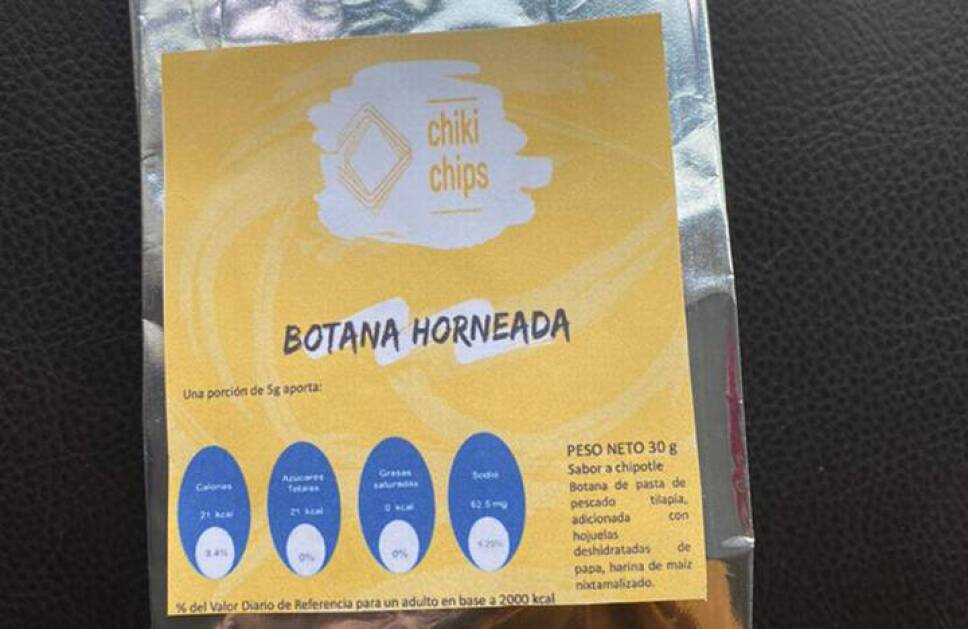 chiki
chips
BOTANA HORNEADA
Una porción de 5g aporta:
Calorias
21 kcal
Azúcares
Totales
21 kcal
0%
Grasas
saturadas
0 kcal
0%
Sodio
62.5 mg
PESO NETO 30 g
Sabor a chipotle
Botana de pasta de
pescado tilapia,
adicionada con
hojuelas
deshidratadas de
papa, harina de maíz
nixtamalizado.
% del Valor Diario de Referencia para un adulto en base a 2000 kcal